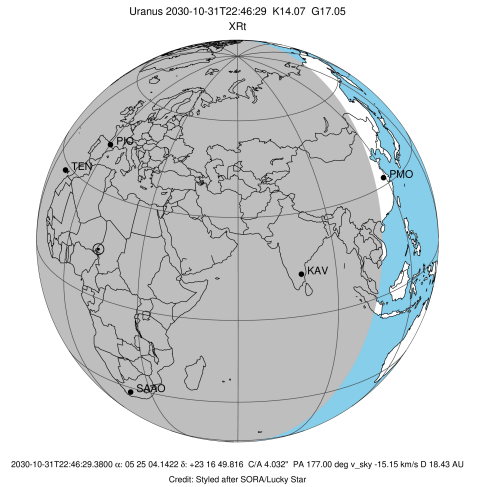 Uranus 2030-10-31T22:46:29 K14.07 G17.05
XRt
PIC
TEN
PMO
KAV
SAAO
2030-10-31T22:46:29.3800 α: 05 25 04.1422 δ: +23 16 49.816 C/A 4.032" PA 177.00 deg v_sky -15.15 km/s D 18.43 AU
Credit: Styled after SORA/Lucky Star